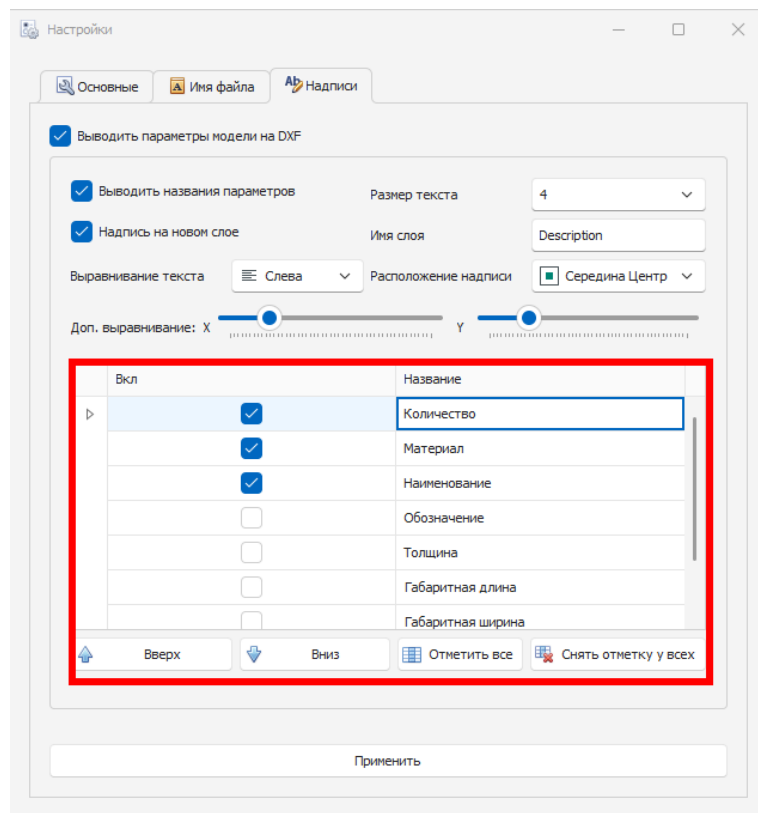 Настройки
Основные Имя файла Надписи
Выводить параметры модели на DXF
Выводить названия параметров Размер текста 4
Надпись на новом слое Имя слоя Description
Выравнивание текста Слева Расположение надписи Середина Центр
Доп. выравнивание: X Y
Вкл Название
Количество
Материал
Наименование
Обозначение
Толщина
Габаритная длина
Габаритная ширина
Вверх Вниз Отметить все Снять отметку у всех
Применить